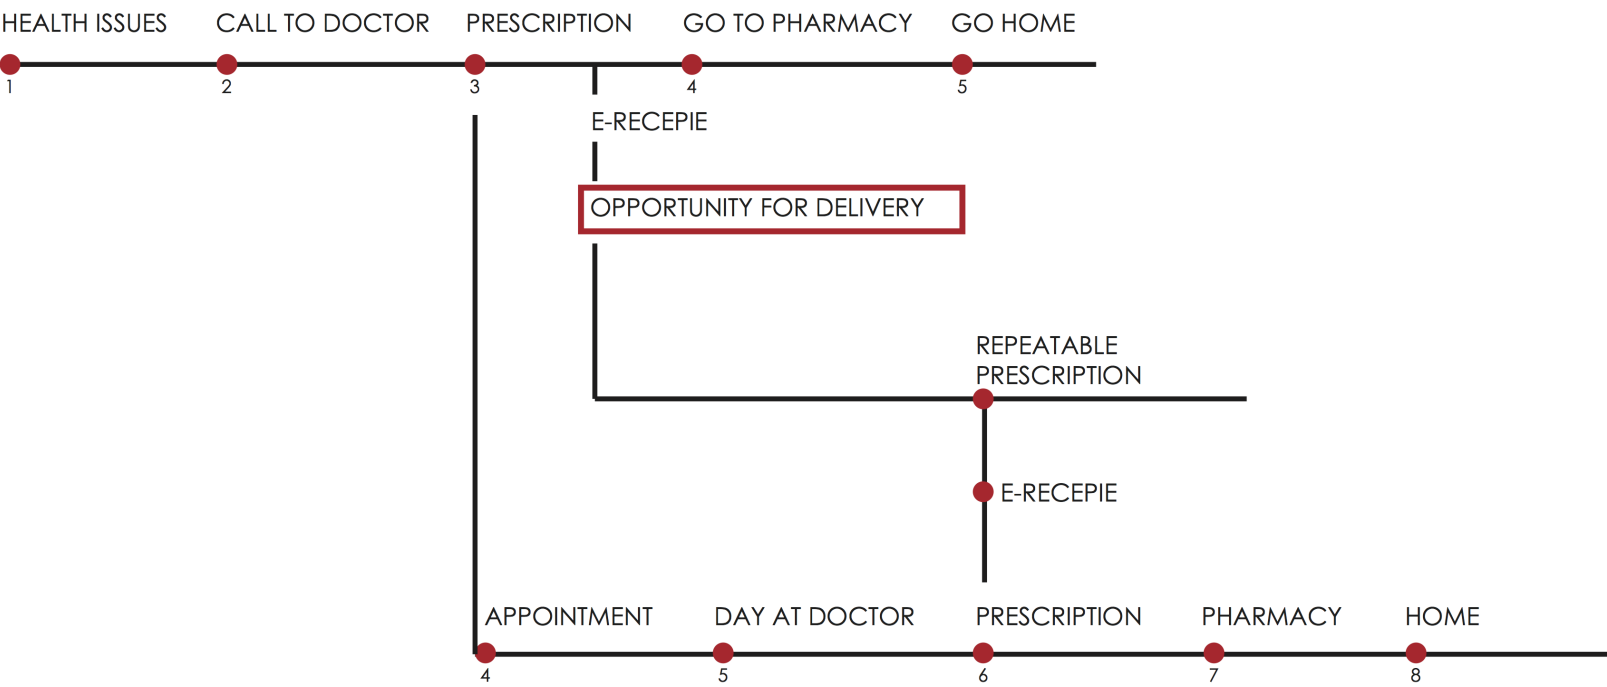 HEALTH ISSUES
CALL TO DOCTOR
PRESCRIPTION
GO TO PHARMACY
GO HOME
1
2
3
4
5
E-RECEPIE
OPPORTUNITY FOR DELIVERY
REPEATABLE
PRESCRIPTION
E-RECEPIE
APPOINTMENT
DAY AT DOCTOR
PRESCRIPTION
PHARMACY
HOME
4
5
6
7
8